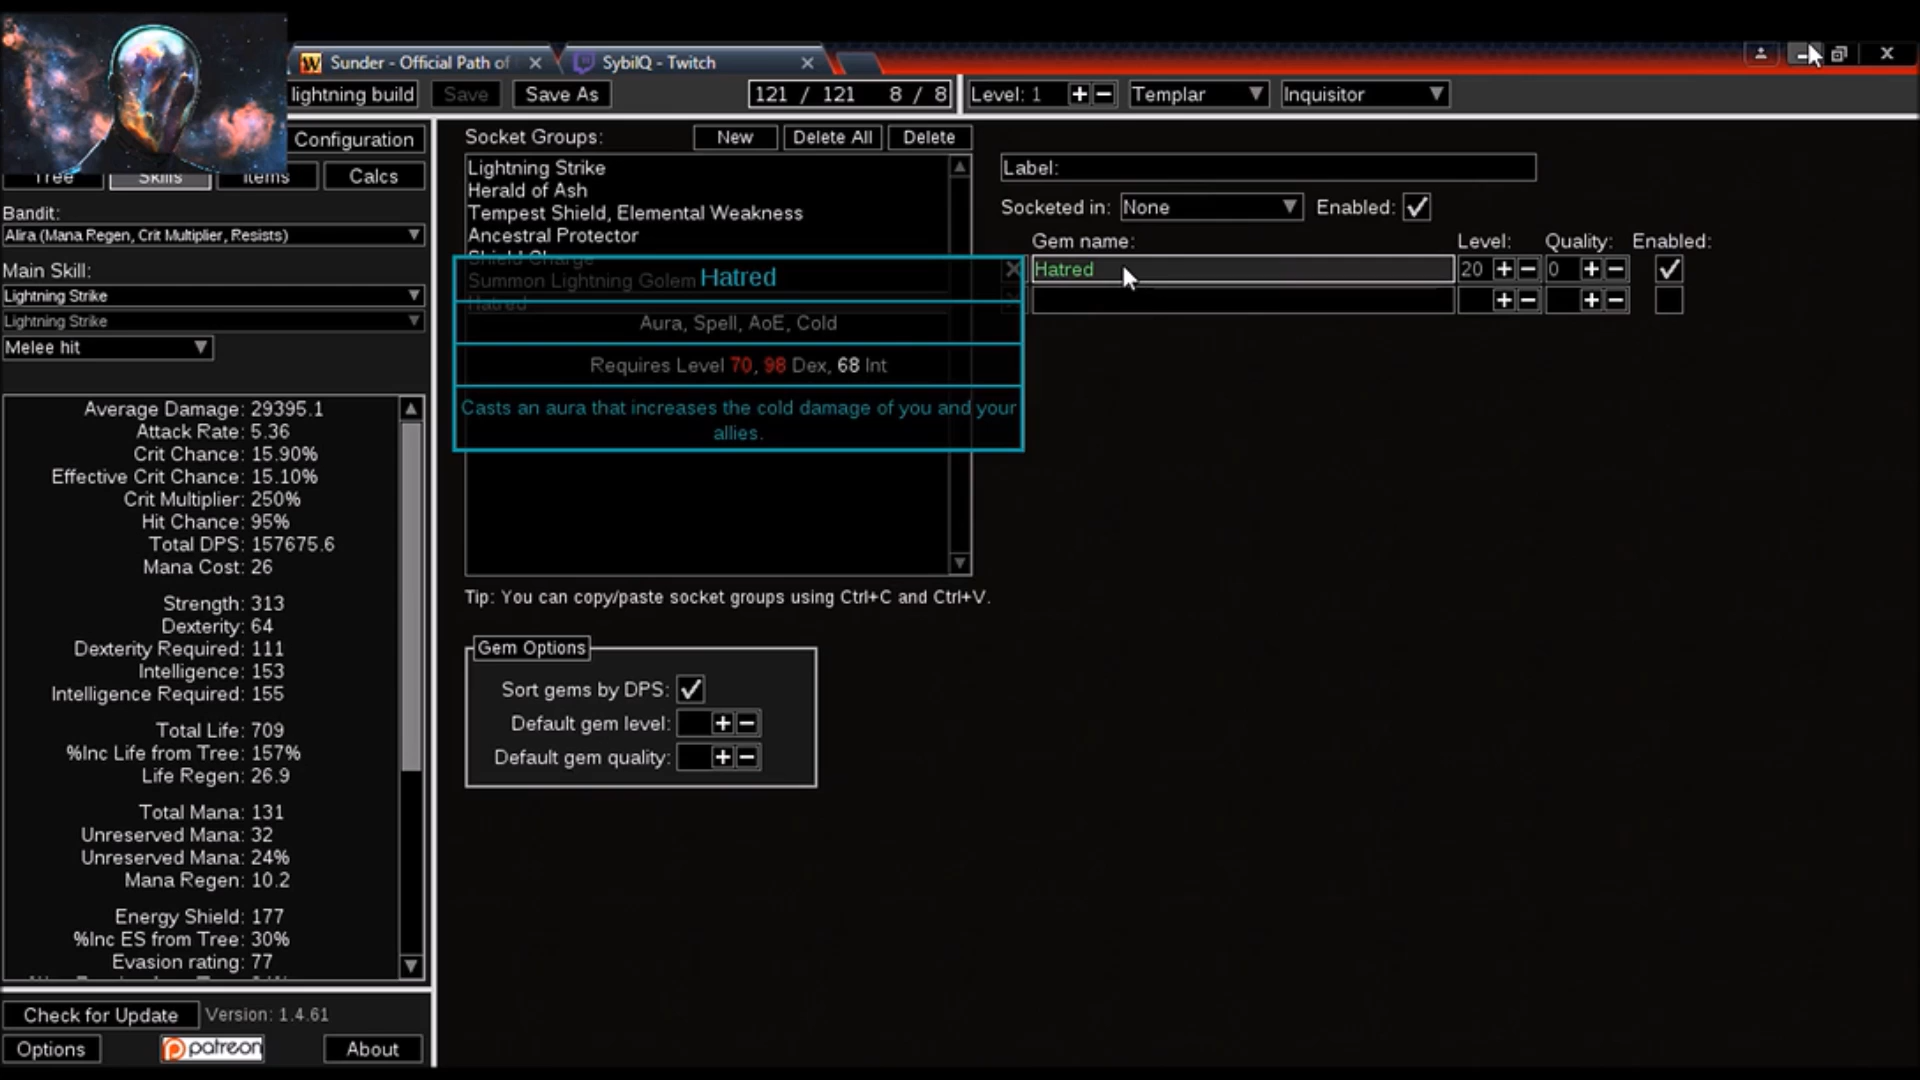 Sunder - Official Path of
SybilQ - Twitch
lightning build
Save
Save As
121 / 121 8 / 8
Level: 1
Templar
Inquisitor
Configuration
Tree
Skills
Items
Calcs
Bandit:
Alira (Mana Regen, Crit Multiplier, Resists)
Main Skill:
Lightning Strike
Lightning Strike
Melee hit
Average Damage: 29395.1
Attack Rate: 5.36
Crit Chance: 15.90%
Effective Crit Chance: 15.10%
Crit Multiplier: 250%
Hit Chance: 95%
Total DPS: 157675.6
Mana Cost: 26
Strength: 313
Dexterity: 64
Dexterity Required: 111
Intelligence: 153
Intelligence Required: 155
Total Life: 709
%Inc Life from Tree: 157%
Life Regen: 26.9
Total Mana: 131
Unreserved Mana: 32
Unreserved Mana: 24%
Mana Regen: 10.2
Energy Shield: 177
%Inc ES from Tree: 30%
Evasion rating: 77
Check for Update
Version: 1.4.61
Options
patreon
About
Socket Groups:
New
Delete All
Delete
Lightning Strike
Herald of Ash
Tempest Shield, Elemental Weakness
Ancestral Protector
Shield Charge
Summon Lightning Golem
Hatred
Hatred
Aura, Spell, AoE, Cold
Requires Level 70, 98 Dex, 68 Int
Casts an aura that increases the cold damage of you and your
allies.
Tip: You can copy/paste socket groups using Ctrl+C and Ctrl+V.
Gem Options
Sort gems by DPS:
Default gem level:
Default gem quality:
Label:
Socketed in: None
Enabled:
Gem name:
Level:
Quality:
Enabled:
Hatred
20
0